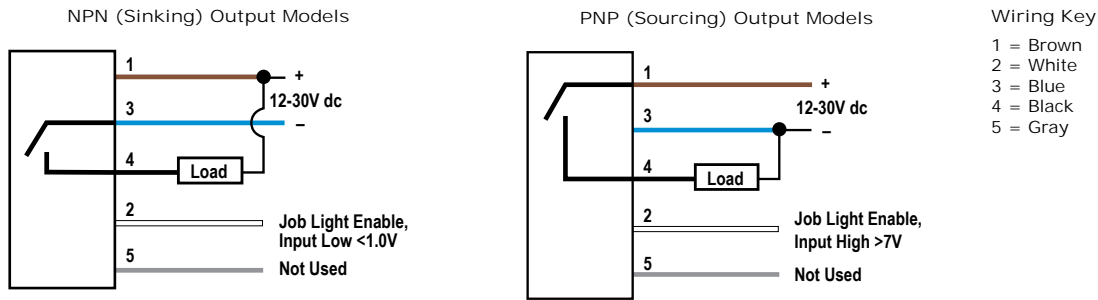 NPN (Sinking) Output Models
1
+
12-30V dc
3
–
4
Load
2
Job Light Enable,
Input Low <1.0V
5
Not Used
PNP (Sourcing) Output Models
1
+
12-30V dc
3
–
4
Load
2
Job Light Enable,
Input High >7V
5
Not Used
Wiring Key
1 = Brown
2 = White
3 = Blue
4 = Black
5 = Gray